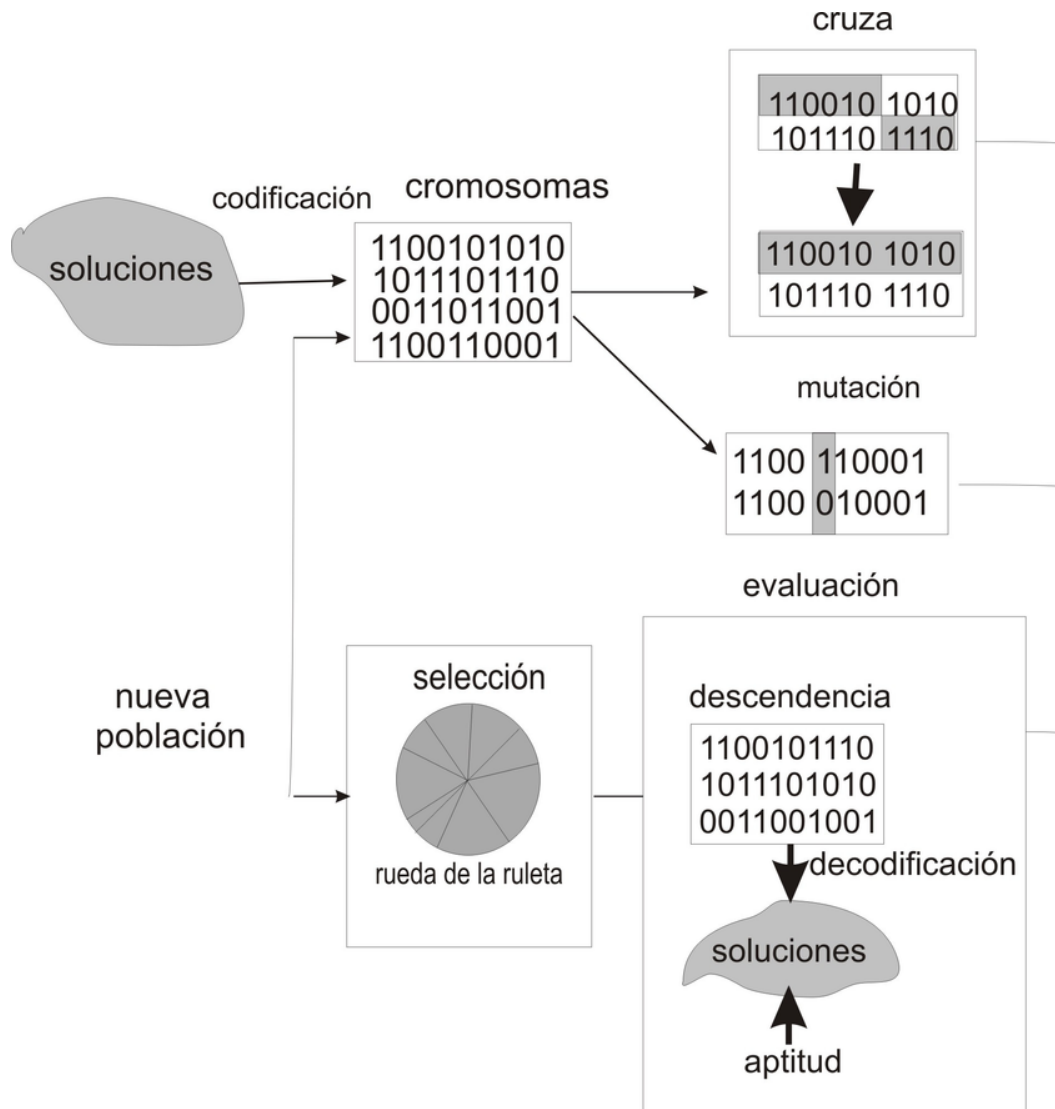 cruza
110010 1010
101110 1110
110010 1010
101110 1110
codificación
cromosomas
soluciones
1100101010
1011101110
0011011001
1100110001
mutación
1100 110001
1100 010001
evaluación
nueva
población
selección
rueda de la ruleta
descendencia
1100101110
1011101010
0011001001
decodificación
soluciones
aptitud